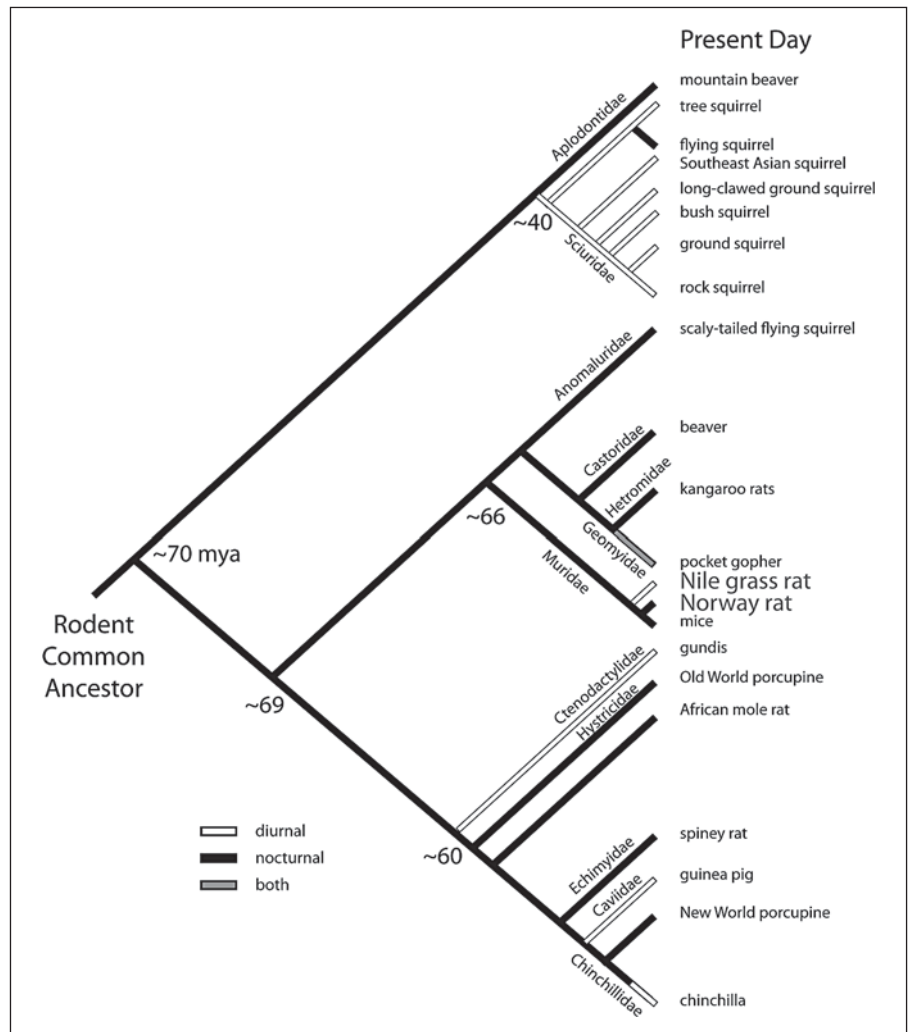 Present Day
mountain beaver
Aplodontidae
tree squirrel
flying squirrel
Southeast Asian squirrel
long-clawed ground squirrel
bush squirrel
~40
Sciuridae
ground squirrel
rock squirrel
scaly-tailed flying squirrel
Anomaluridae
beaver
Castoridae
Hetromidae
kangaroo rats
~66
Geomyidae
pocket gopher
~70 mya
Muridae
Nile grass rat
Norway rat
mice
Rodent
Common
Ancestor
gundis
Ctenodactylidae
Old World porcupine
Hystricidae
African mole rat
~69
diurnal
nocturnal
both
~60
spiney rat
Echimyidae
guinea pig
Caviidae
New World porcupine
Chinchillidae
chinchilla